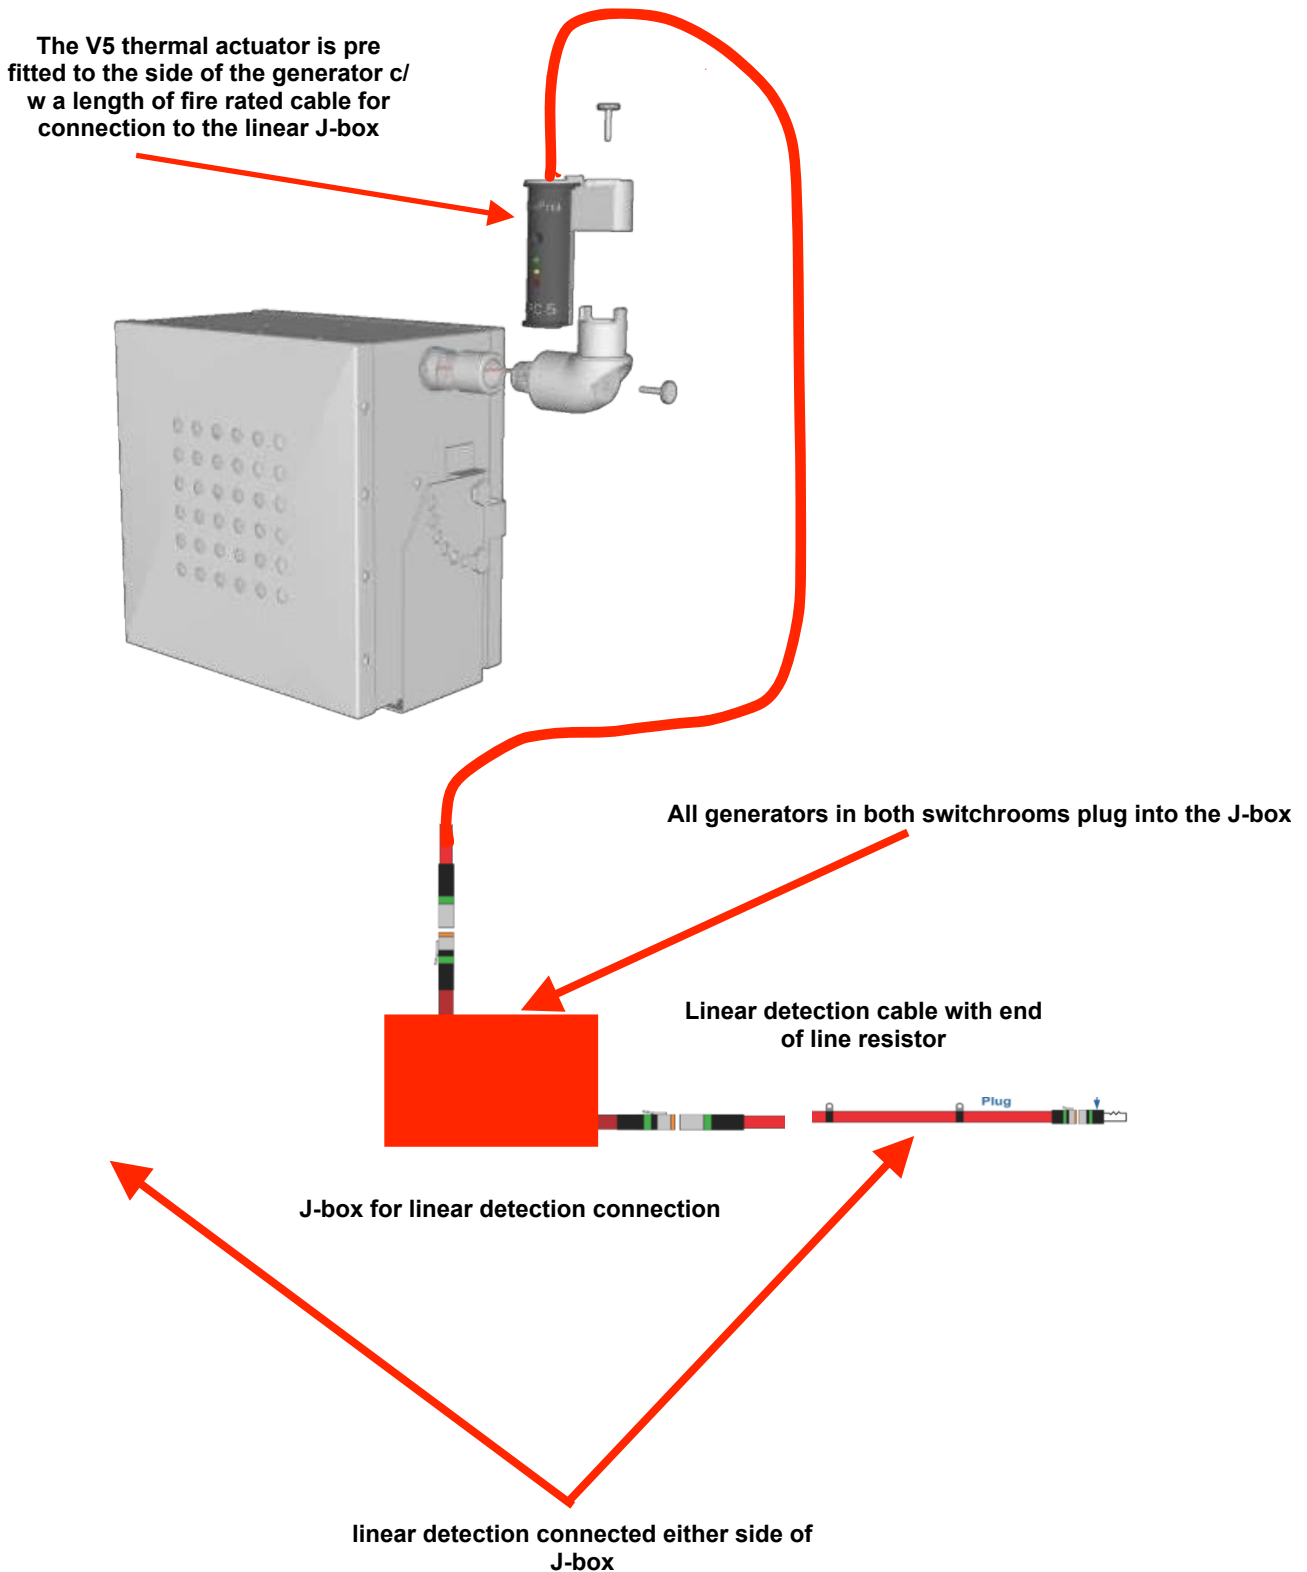 The V5 thermal actuator is pre
fitted to the side of the generator c/
w a length of fire rated cable for
connection to the linear J-box
All generators in both switchrooms plug into the J-box
Linear detection cable with end
of line resistor
Plug
J-box for linear detection connection
linear detection connected either side of
J-box